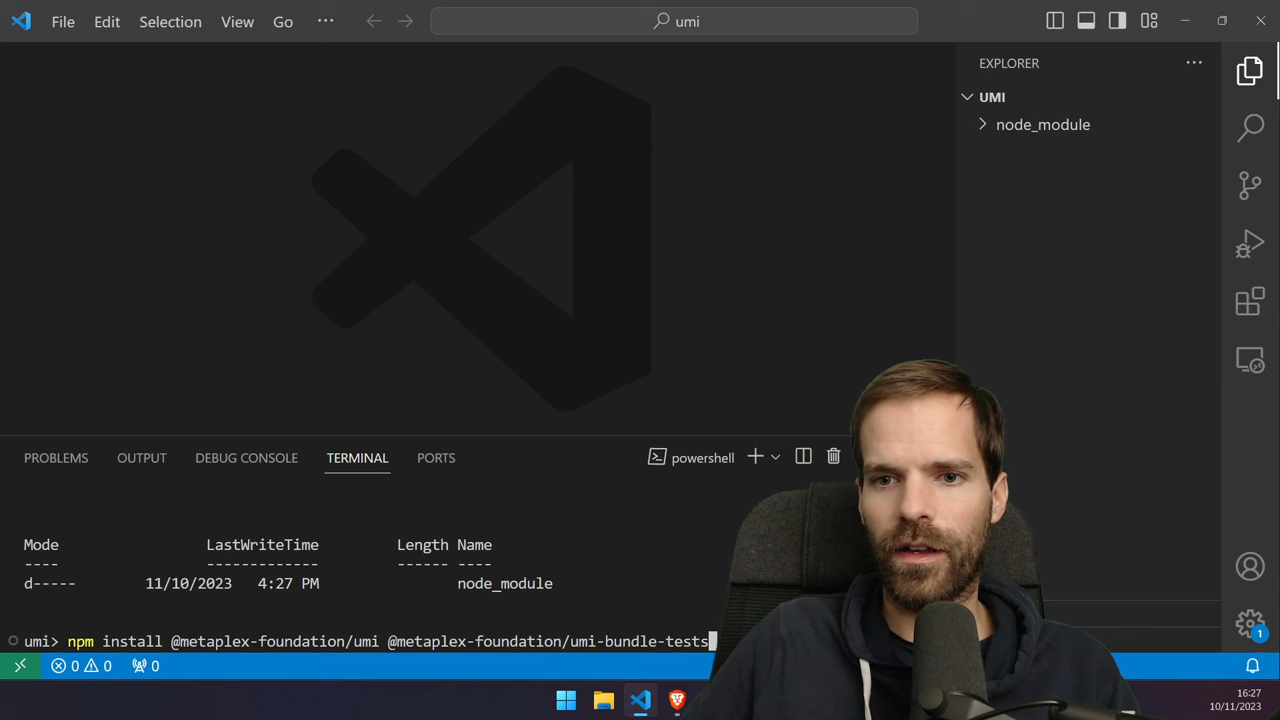 File Edit Selection View Go ···
umi
EXPLORER ···
UMI
node_module
PROBLEMS OUTPUT DEBUG CONSOLE TERMINAL PORTS
powershell
Mode LastWriteTime Length Name
---- ------------- ------ ----
d----- 11/10/2023 4:27 PM node_module
umi> npm install @metaplex-foundation/umi @metaplex-foundation/umi-bundle-tests
1
0 0 0
16:27
10/11/2023